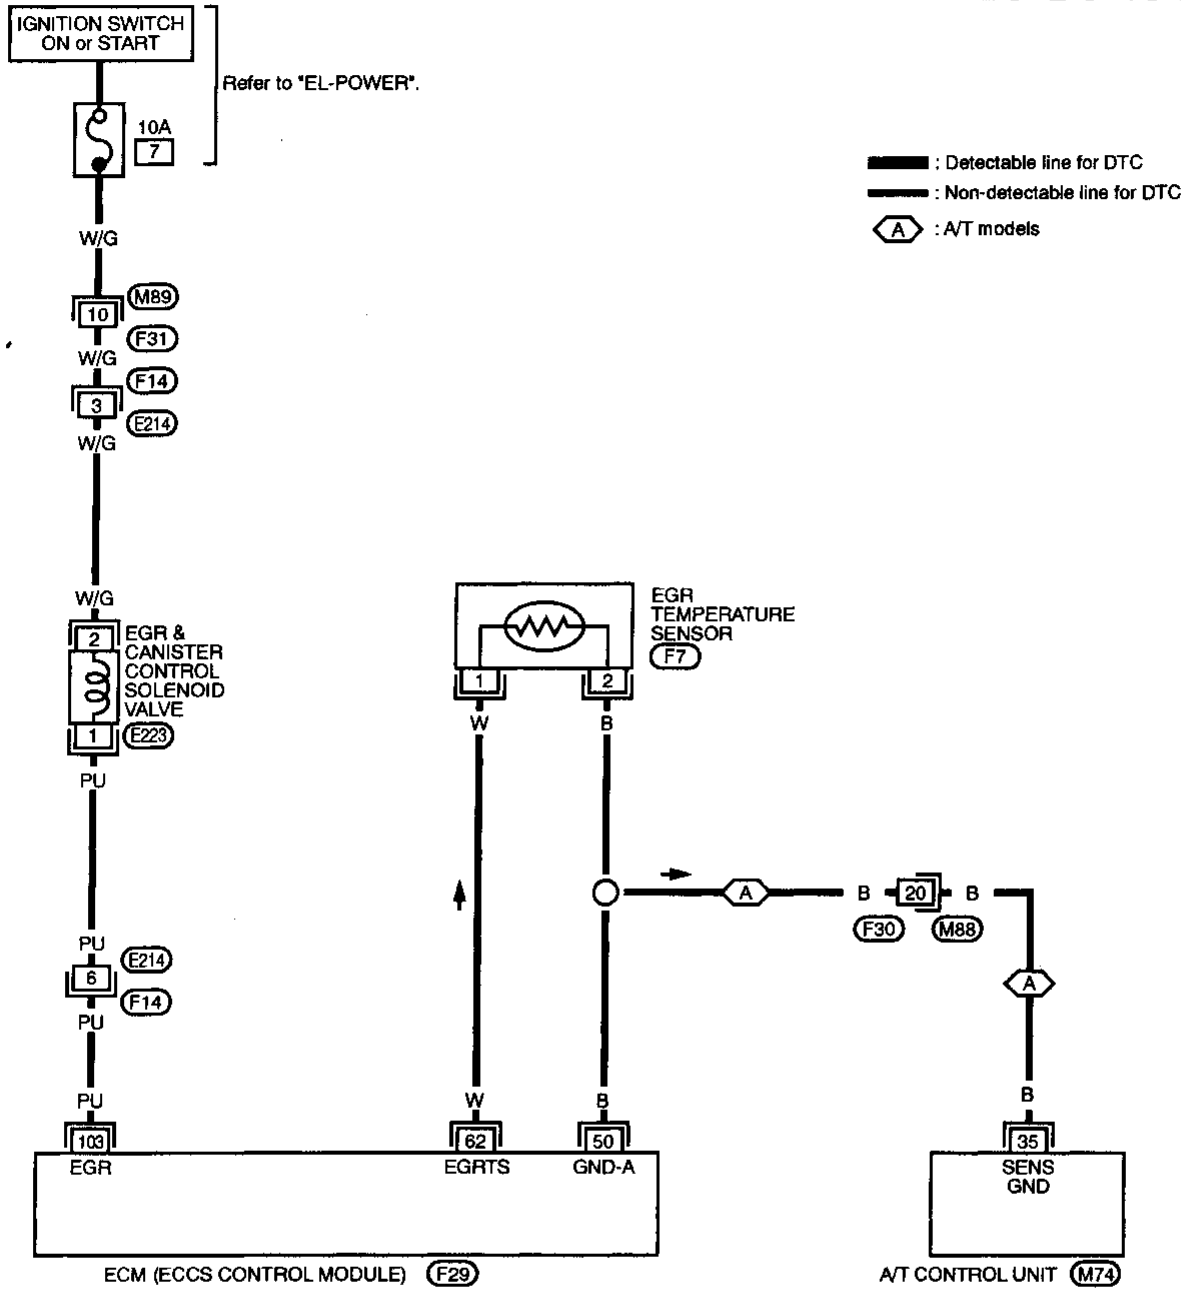 IGNITION SWITCH
ON or START
Refer to "EL-POWER".
10A
7
: Detectable line for DTC
: Non-detectable line for DTC
A : A/T models
W/G
M89
10
F31
W/G
F14
3
E214
W/G
W/G
2
EGR &
CANISTER
CONTROL
SOLENOID
VALVE
1
E223
PU
EGR
TEMPERATURE
SENSOR
F7
1
2
W
B
A
B
20
B
F30
M88
PU
E214
6
F14
PU
A
PU
W
B
B
103
62
50
35
EGR
EGRTS
GND-A
SENS
GND
ECM (ECCS CONTROL MODULE)
F29
A/T CONTROL UNIT
M74